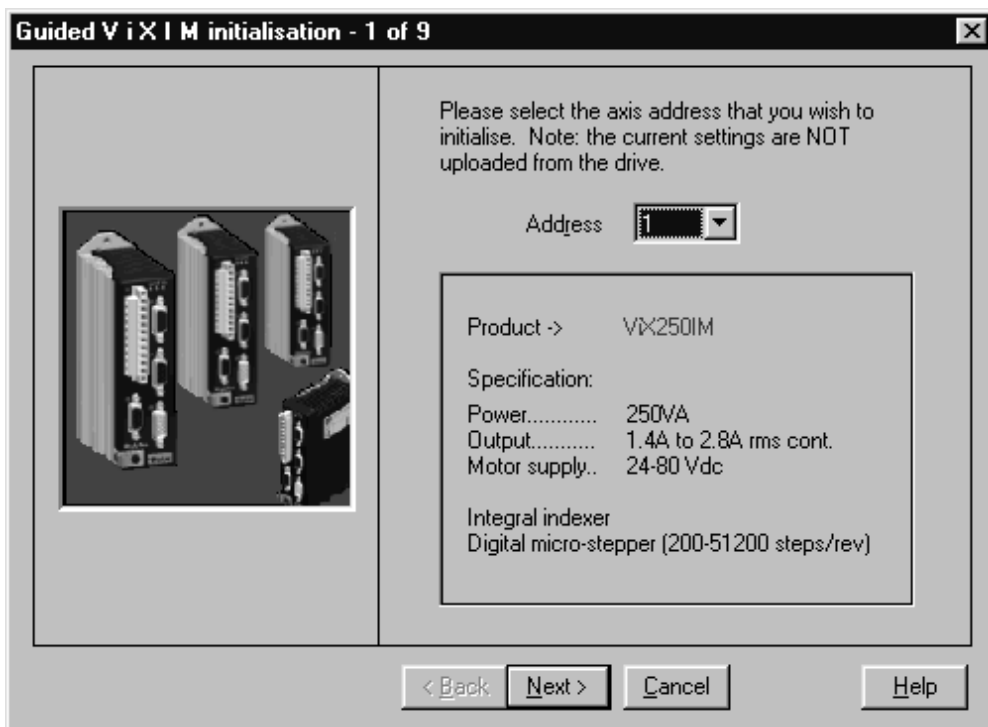 Guided V i X I M initialisation - 1 of 9
Please select the axis address that you wish to
initialise. Note: the current settings are NOT
uploaded from the drive.
Address 1
Product -> ViX250IM
Specification:
Power............ 250VA
Output.......... 1.4A to 2.8A rms cont.
Motor supply.. 24-80 Vdc
Integral indexer
Digital micro-stepper (200-51200 steps/rev)
< Back Next > Cancel Help